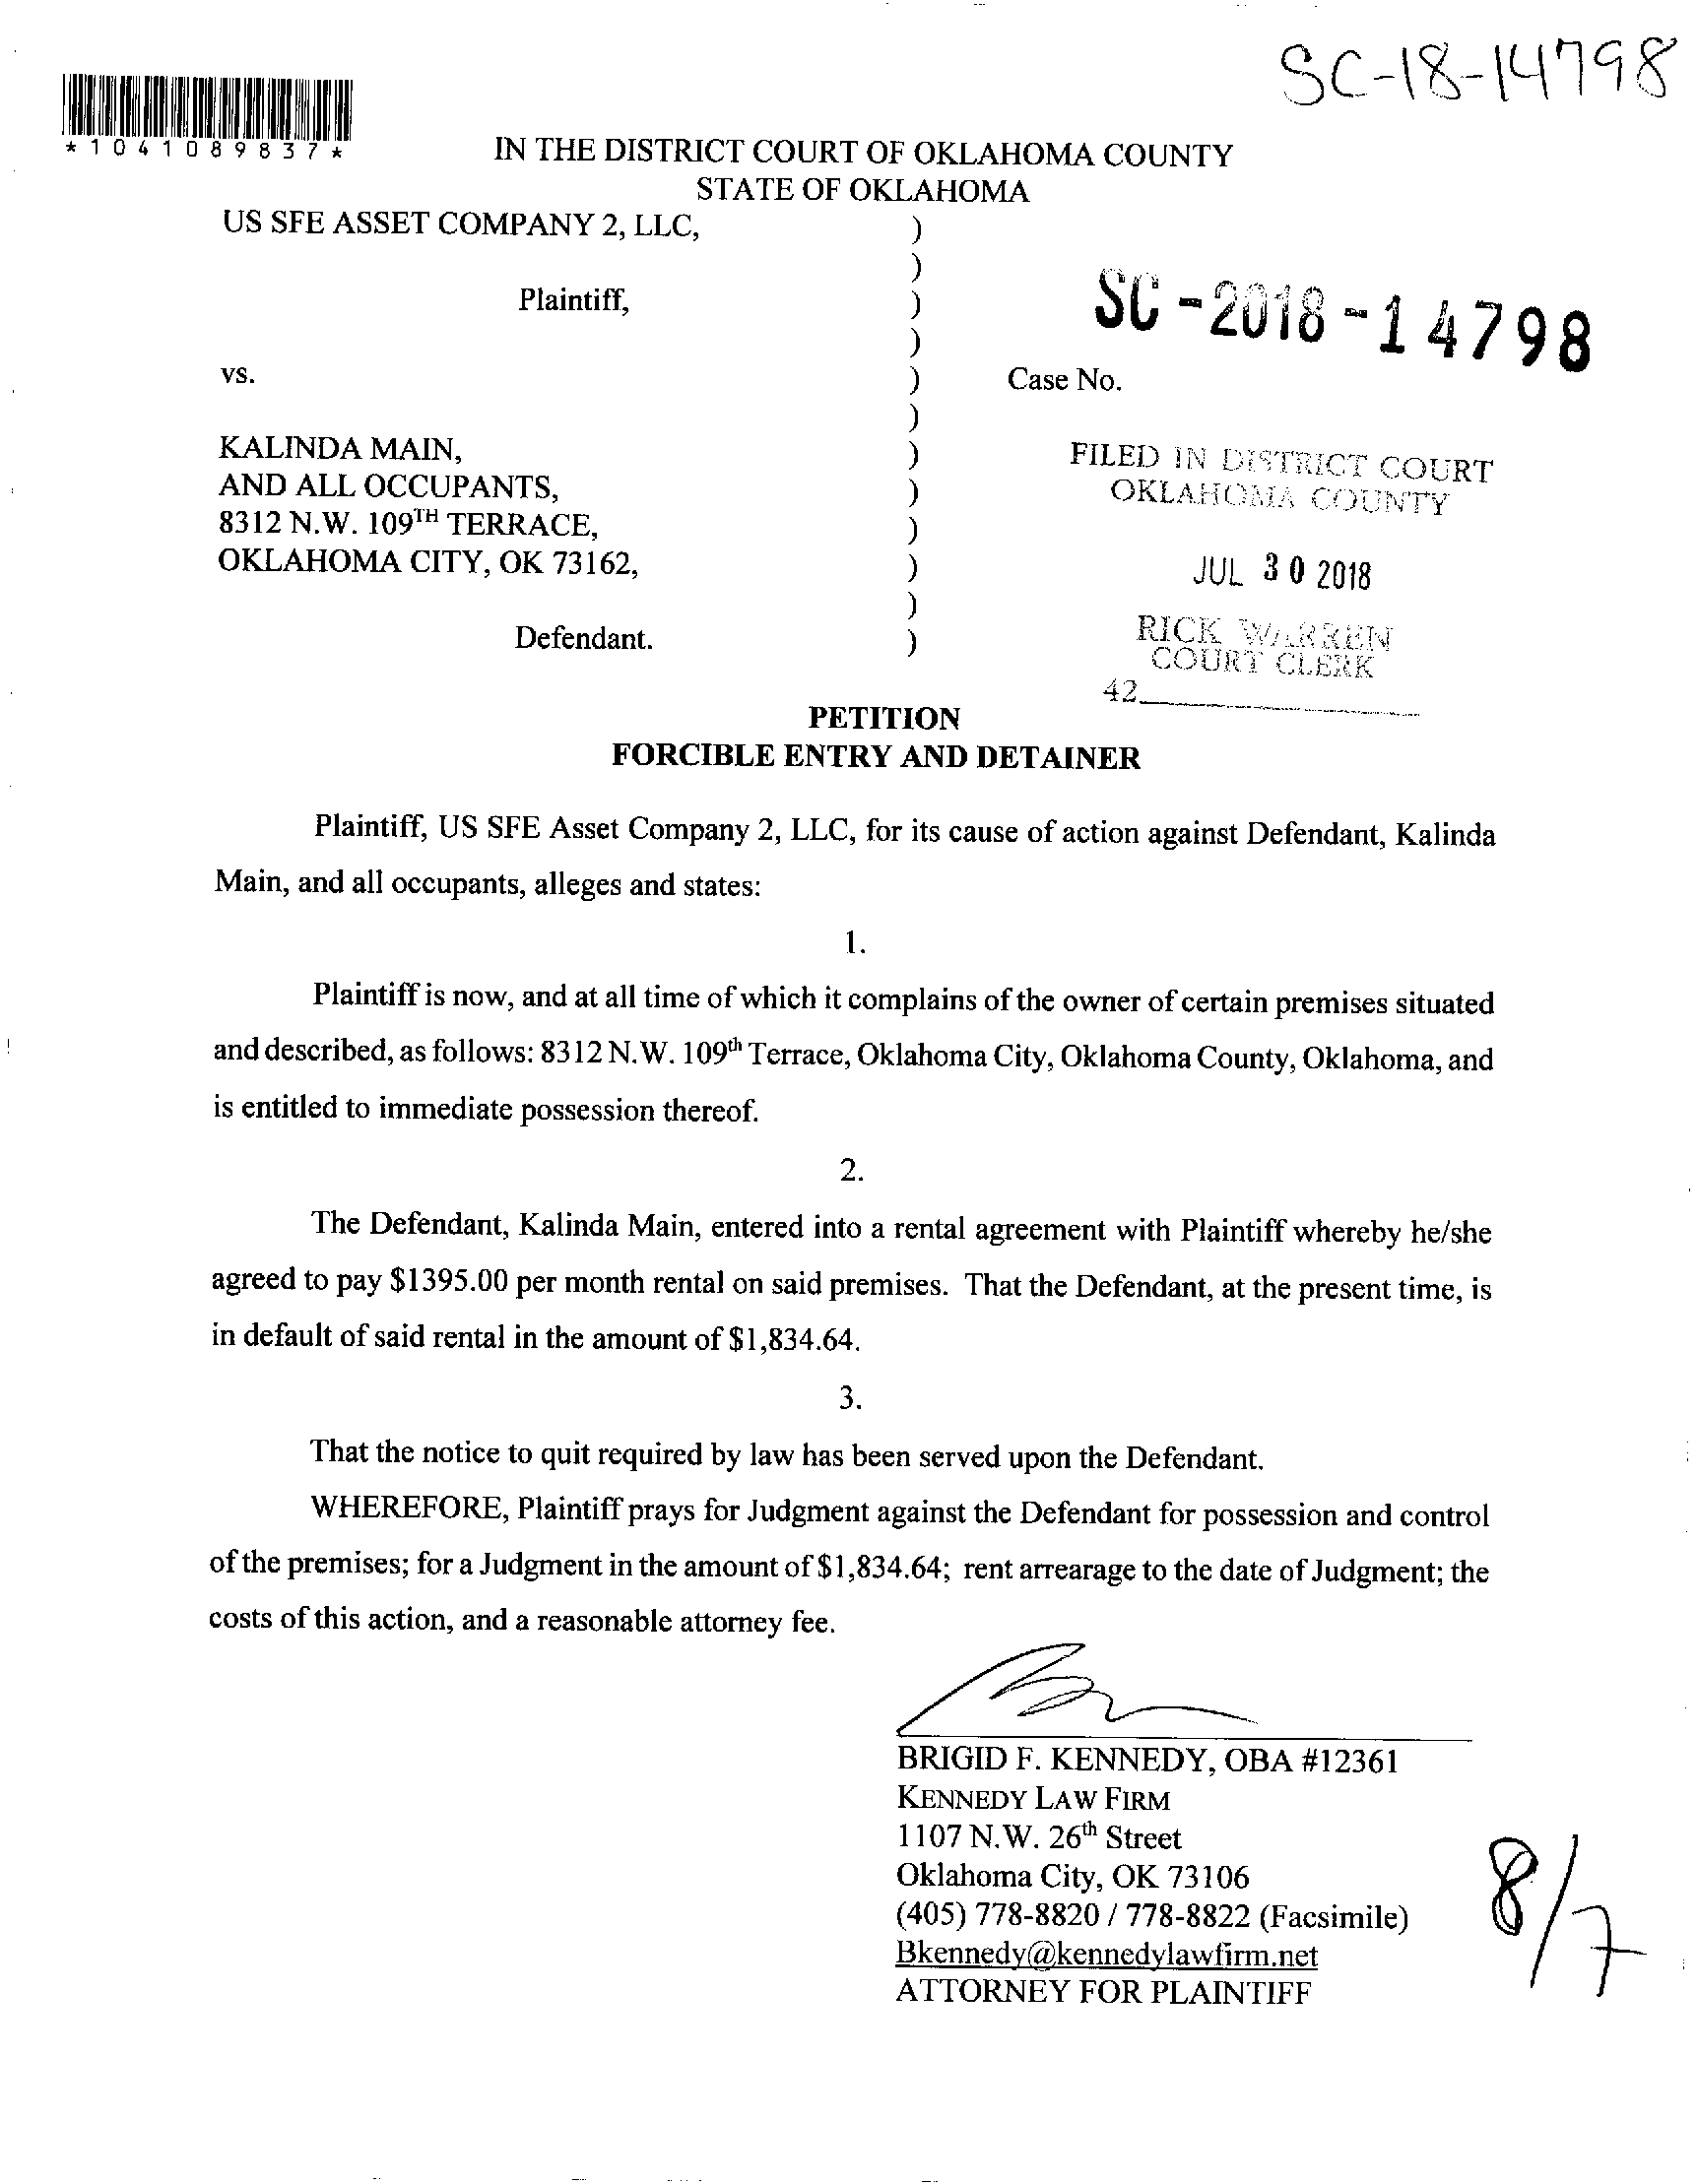 SC-18-14798
*1041089837*
IN THE DISTRICT COURT OF OKLAHOMA COUNTY
STATE OF OKLAHOMA
US SFE ASSET COMPANY 2, LLC, )
)
Plaintiff, )
SC-2018-14798
)
vs. ) Case No.
)
KALINDA MAIN, )
FILED IN DISTRICT COURT
AND ALL OCCUPANTS, )
OKLAHOMA COUNTY
8312 N.W. 109TH TERRACE, )
OKLAHOMA CITY, OK 73162, )
JUL 30 2018
)
Defendant. )
RICK WARREN
COURT CLERK
42
PETITION
FORCIBLE ENTRY AND DETAINER
Plaintiff, US SFE Asset Company 2, LLC, for its cause of action against Defendant, Kalinda
Main, and all occupants, alleges and states:
1.
Plaintiff is now, and at all time of which it complains of the owner of certain premises situated
and described, as follows: 8312 N.W. 109th Terrace, Oklahoma City, Oklahoma County, Oklahoma, and
is entitled to immediate possession thereof.
2.
The Defendant, Kalinda Main, entered into a rental agreement with Plaintiff whereby he/she
agreed to pay $1395.00 per month rental on said premises. That the Defendant, at the present time, is
in default of said rental in the amount of $1,834.64.
3.
That the notice to quit required by law has been served upon the Defendant.
WHEREFORE, Plaintiff prays for Judgment against the Defendant for possession and control
of the premises; for a Judgment in the amount of $1,834.64; rent arrearage to the date of Judgment; the
costs of this action, and a reasonable attorney fee.
BRIGID F. KENNEDY, OBA #12361
KENNEDY LAW FIRM
1107 N.W. 26th Street
Oklahoma City, OK 73106
(405) 778-8820 / 778-8822 (Facsimile)
Bkennedy@kennedylawfirm.net
ATTORNEY FOR PLAINTIFF
8/7